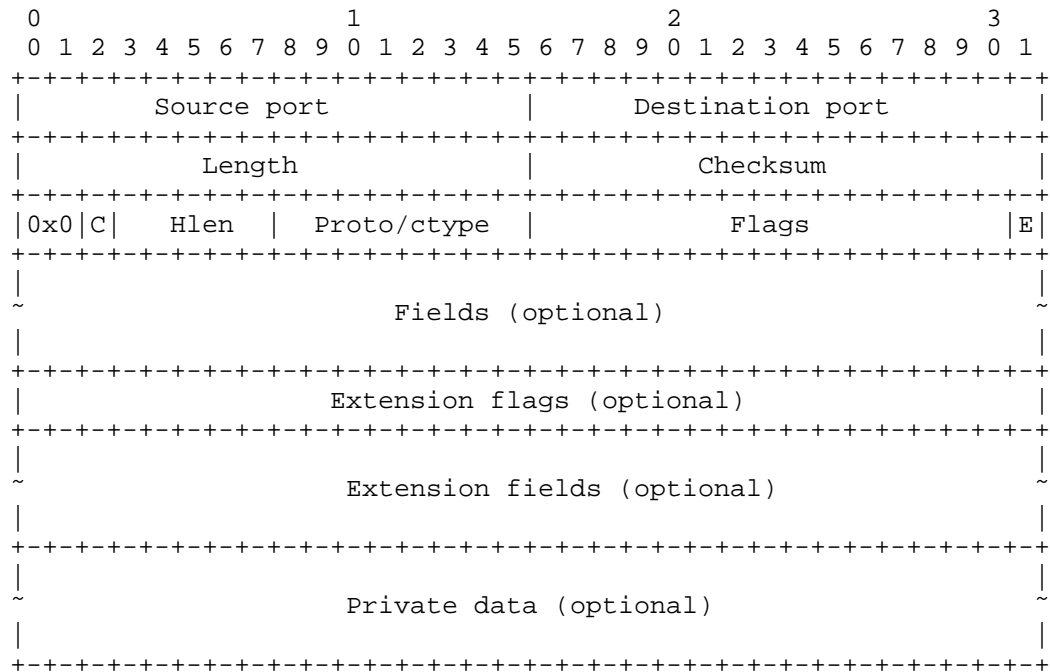 0                   1                   2                   3
 0 1 2 3 4 5 6 7 8 9 0 1 2 3 4 5 6 7 8 9 0 1 2 3 4 5 6 7 8 9 0 1
+-+-+-+-+-+-+-+-+-+-+-+-+-+-+-+-+-+-+-+-+-+-+-+-+-+-+-+-+-+-+-+-+
|        Source port            |      Destination port         |
+-+-+-+-+-+-+-+-+-+-+-+-+-+-+-+-+-+-+-+-+-+-+-+-+-+-+-+-+-+-+-+-+
|           Length              |          Checksum             |
+-+-+-+-+-+-+-+-+-+-+-+-+-+-+-+-+-+-+-+-+-+-+-+-+-+-+-+-+-+-+-+-+
|0x0|C|   Hlen  |  Proto/ctype  |            Flags            |E|
+-+-+-+-+-+-+-+-+-+-+-+-+-+-+-+-+-+-+-+-+-+-+-+-+-+-+-+-+-+-+-+-+
|                                                               |
~                       Fields (optional)                       ~
|                                                               |
+-+-+-+-+-+-+-+-+-+-+-+-+-+-+-+-+-+-+-+-+-+-+-+-+-+-+-+-+-+-+-+-+
|                   Extension flags (optional)                  |
+-+-+-+-+-+-+-+-+-+-+-+-+-+-+-+-+-+-+-+-+-+-+-+-+-+-+-+-+-+-+-+-+
|                                                               |
~                    Extension fields (optional)                ~
|                                                               |
+-+-+-+-+-+-+-+-+-+-+-+-+-+-+-+-+-+-+-+-+-+-+-+-+-+-+-+-+-+-+-+-+
|                                                               |
~                    Private data (optional)                    ~
|                                                               |
+-+-+-+-+-+-+-+-+-+-+-+-+-+-+-+-+-+-+-+-+-+-+-+-+-+-+-+-+-+-+-+-+